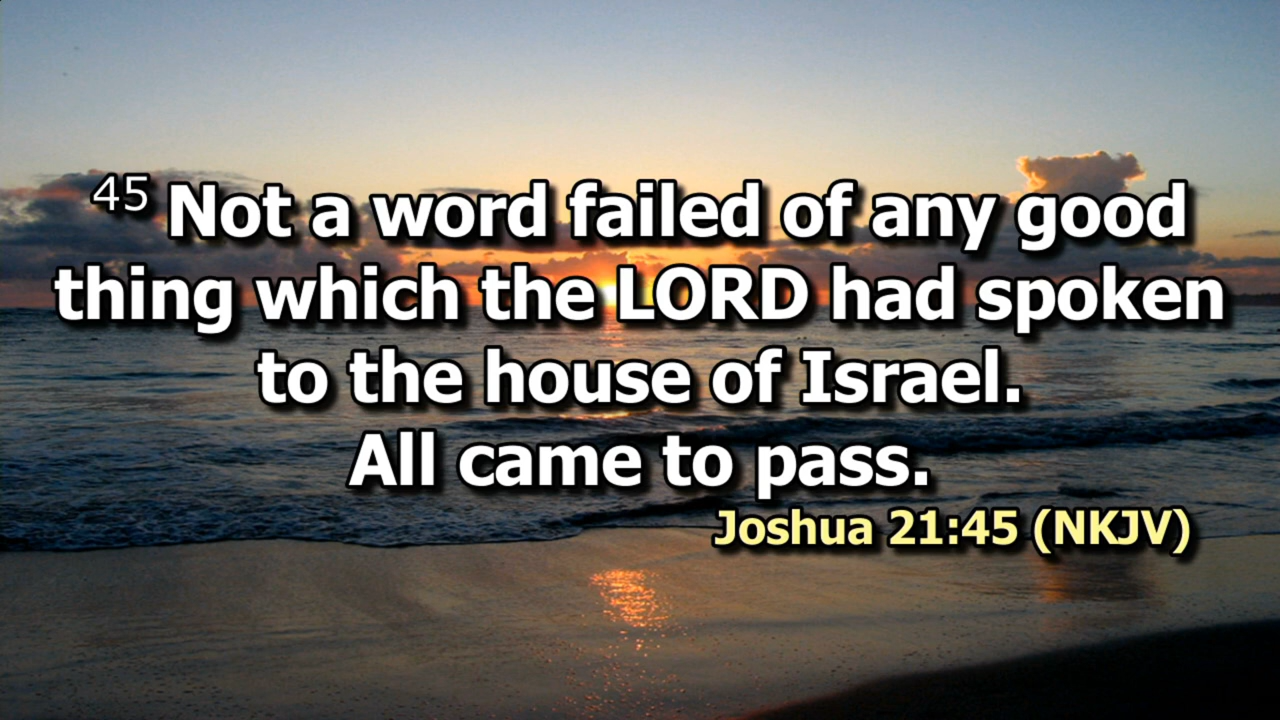 45 Not a word failed of any good
thing which the LORD had spoken
to the house of Israel.
All came to pass.
Joshua 21:45 (NKJV)